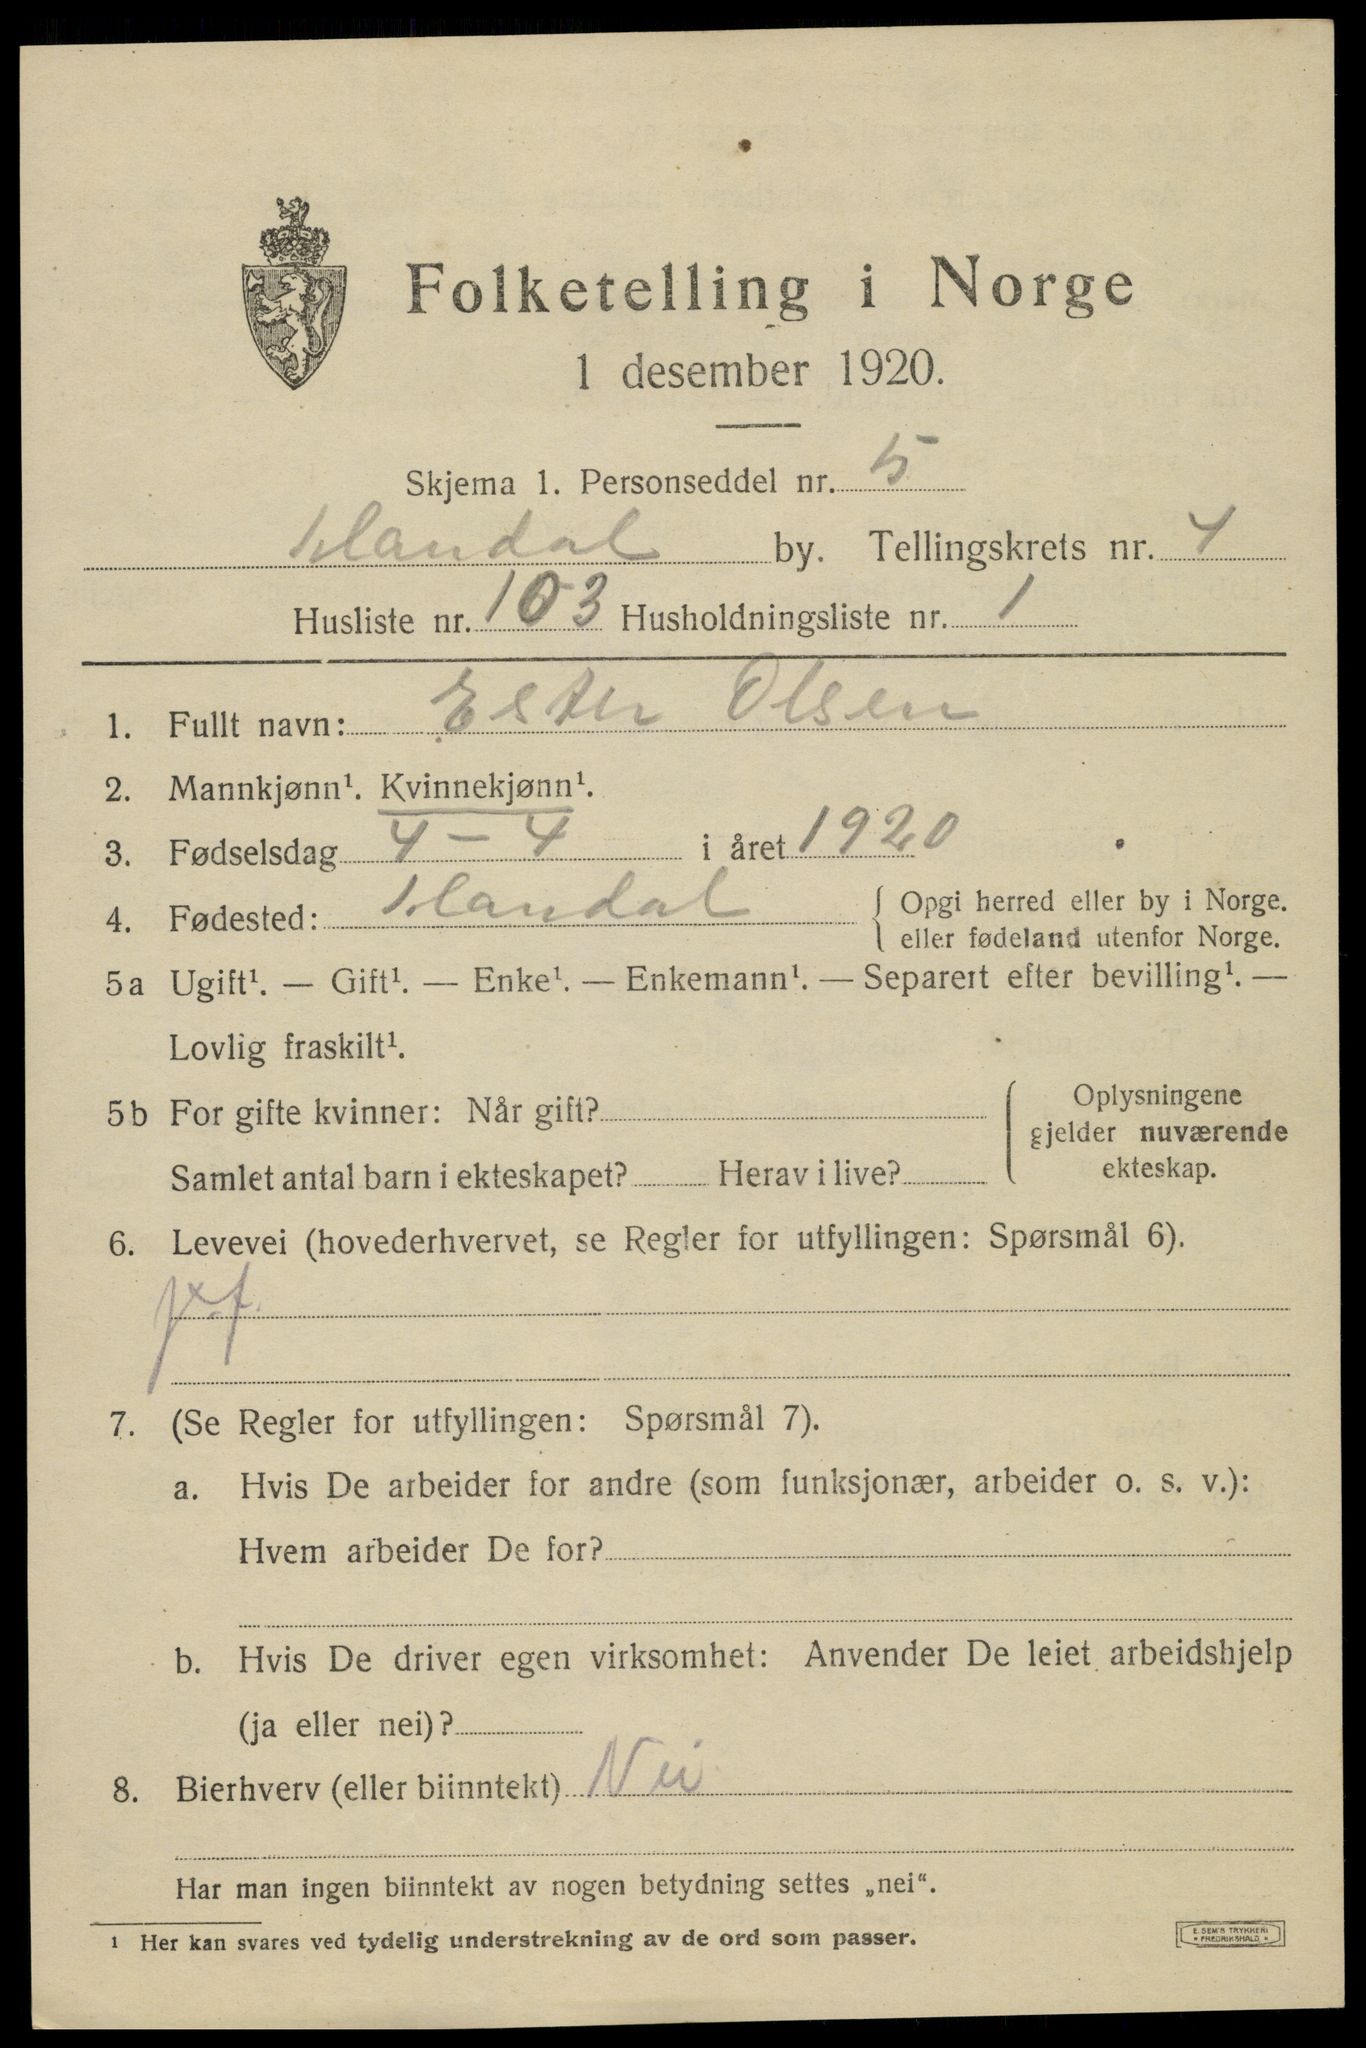 Folketelling i Norge
1 desember 1920.
Skjema 1. Personseddel nr. 5
Mandal by. Tellingskrets nr. 4
Husliste nr. 103 Husholdningsliste nr. 1
1. Fullt navn: Ester Olsen
2. Mannkjønn¹. Kvinnekjønn¹.
3. Fødselsdag 4 - 4 i året 1920
4. Fødested: Mandal { Opgi herred eller by i Norge.
eller fødeland utenfor Norge.
5a Ugift¹. — Gift¹. — Enke¹. — Enkemann¹. — Separert efter bevilling¹. —
Lovlig fraskilt¹.
5b For gifte kvinner: Når gift? Oplysningene
gjelder nuværende
Samlet antal barn i ekteskapet? Herav i live? ekteskap.
6. Levevei (hovederhvervet, se Regler for utfyllingen: Spørsmål 6).
7. (Se Regler for utfyllingen: Spørsmål 7).
a. Hvis De arbeider for andre (som funksjonær, arbeider o. s. v.):
Hvem arbeider De for?
b. Hvis De driver egen virksomhet: Anvender De leiet arbeidshjelp
(ja eller nei)?
8. Bierhverv (eller biinntekt) Nei
Har man ingen biinntekt av nogen betydning settes „nei".
¹ Her kan svares ved tydelig understrekning av de ord som passer.
E. SEM'S TRYKKERI
* FREDRIKSHALD *